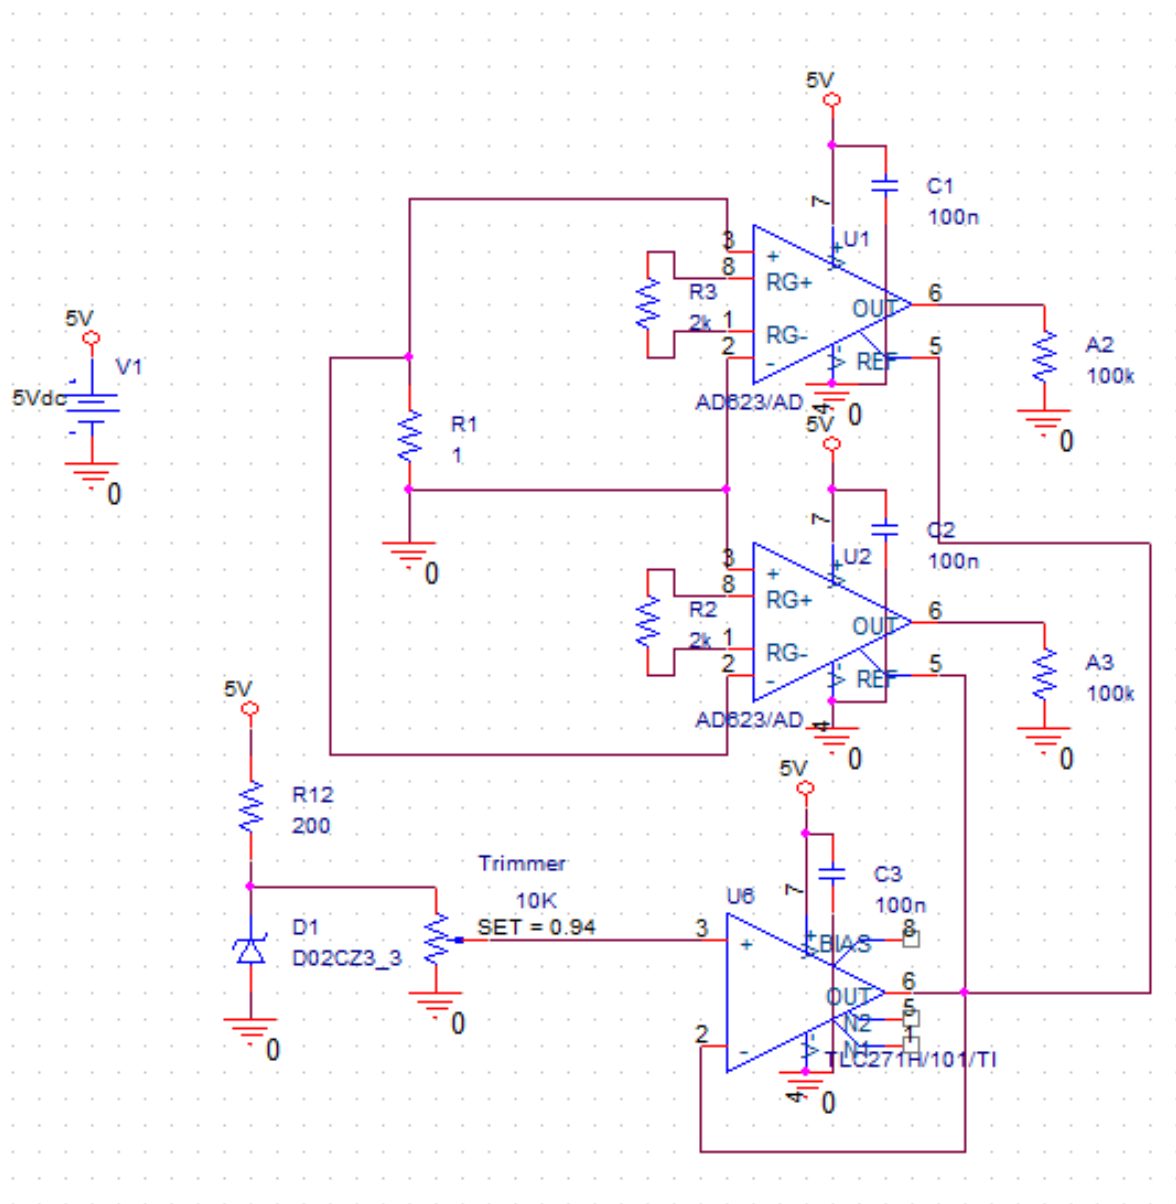 5V
C1
100n
7
V+
U1
3
+
8
RG+
R3
2k
OUT
6
1
RG-
2
-
V-
REF
5
A2
100k
AD623/AD
4
0
0
5V
V1
5Vdc
-
-
0
R1
1
0
5V
7
C2
100n
V+
U2
3
+
8
RG+
R2
2k
OUT
6
1
RG-
2
-
V-
REF
5
A3
100k
AD623/AD
4
0
0
5V
R12
200
D1
D02CZ3_3
0
Trimmer
10K
SET = 0.94
0
5V
7
C3
100n
U6
3
+
V+
BIAS
8
OUT
6
N2
5
2
-
V-
N1
1
TLC271H/101/TI
4
0